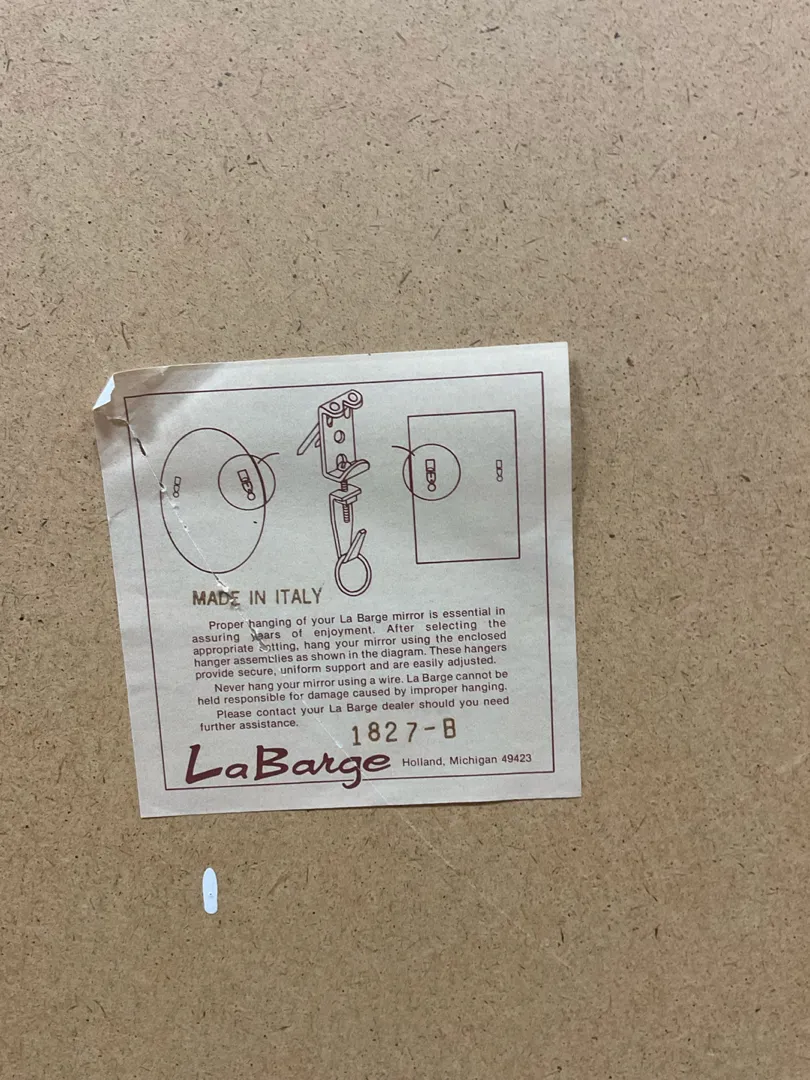 MADE IN ITALY
Proper hanging of your La Barge mirror is essential in
assuring years of enjoyment. After selecting the
appropriate setting, hang your mirror using the enclosed
hanger assemblies as shown in the diagram. These hangers
provide secure, uniform support and are easily adjusted.
Never hang your mirror using a wire. La Barge cannot be
held responsible for damage caused by improper hanging.
Please contact your La Barge dealer should you need
further assistance.
1827-B
LaBarge Holland, Michigan 49423